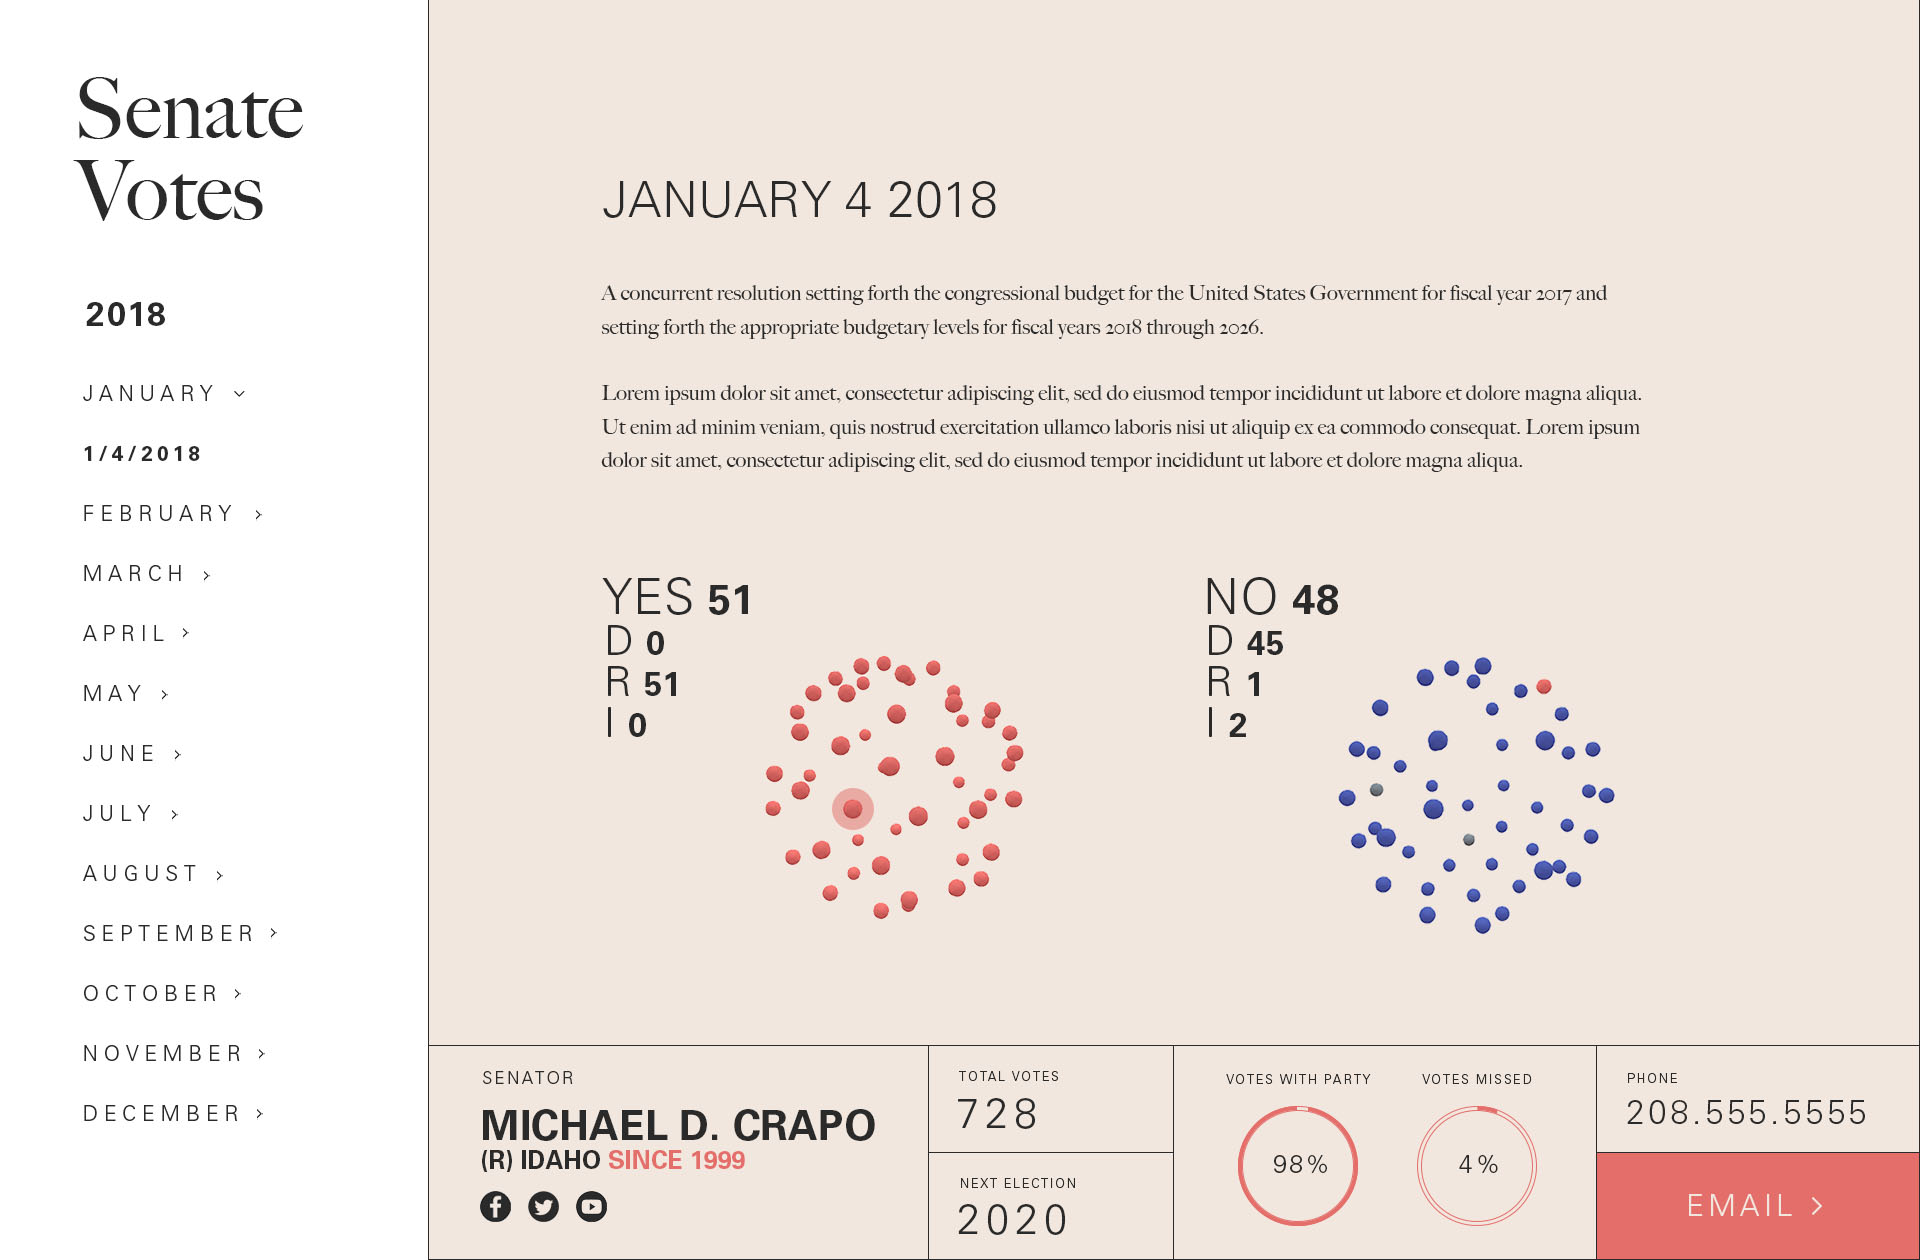 Senate
Votes
2018
JANUARY
1/4/2018
FEBRUARY
MARCH
APRIL
MAY
JUNE
JULY
AUGUST
SEPTEMBER
OCTOBER
NOVEMBER
DECEMBER
JANUARY 4 2018
A concurrent resolution setting forth the congressional budget for the United States Government for fiscal year 2017 and
setting forth the appropriate budgetary levels for fiscal years 2018 through 2026.
Lorem ipsum dolor sit amet, consectetur adipiscing elit, sed do eiusmod tempor incididunt ut labore et dolore magna aliqua.
Ut enim ad minim veniam, quis nostrud exercitation ullamco laboris nisi ut aliquip ex ea commodo consequat. Lorem ipsum
dolor sit amet, consectetur adipiscing elit, sed do eiusmod tempor incididunt ut labore et dolore magna aliqua.
YES 51
D 0
R 51
I 0
NO 48
D 45
R 1
I 2
SENATOR
MICHAEL D. CRAPO
(R) IDAHO SINCE 1999
TOTAL VOTES
728
NEXT ELECTION
2020
VOTES WITH PARTY
98%
VOTES MISSED
4%
PHONE
208.555.5555
EMAIL